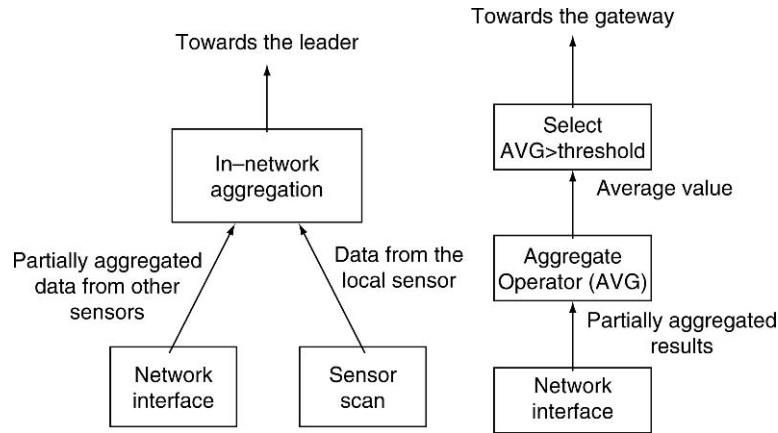 Towards the leader
In–network
aggregation
Partially aggregated
data from other
sensors
Data from the
local sensor
Network
interface
Sensor
scan
Towards the gateway
Select
AVG>threshold
Average value
Aggregate
Operator (AVG)
Partially aggregated
results
Network
interface